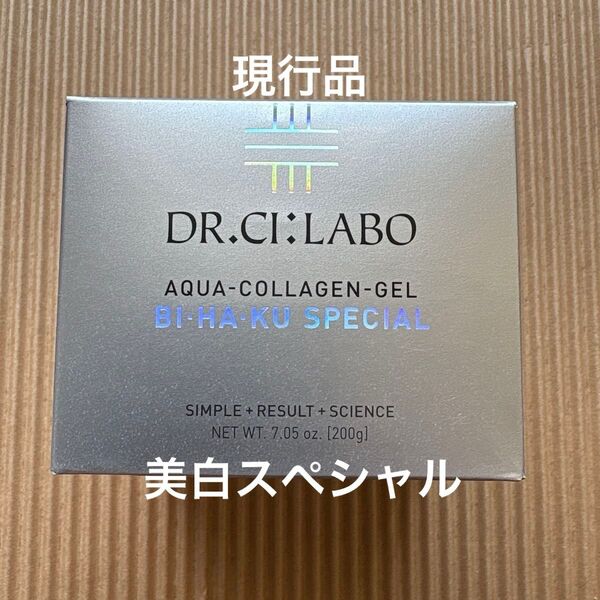 現行品
DR.CI:LABO
AQUA-COLLAGEN-GEL
BI·HA·KU SPECIAL
SIMPLE+RESULT+SCIENCE
NET WT. 7.05 oz. [200g]
美白スペシャル